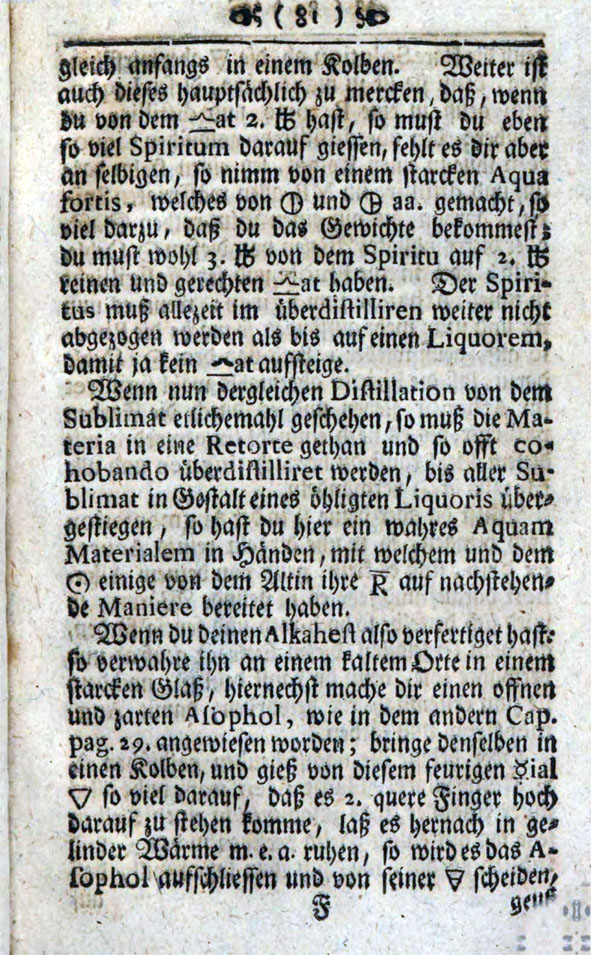 ( 81 )
gleich anfangs in einem Kolben. Weiter ist
auch dieses hauptsächlich zu mercken, daß, wenn
du von dem at 2. ℔ hast, so must du eben
so viel Spiritum darauf giessen, fehlt es dir aber
an selbigen, so nimm von einem starcken Aqua
fortis, welches von 🜕 und 🜨 aa. gemacht, so
viel darzu, daß du das Gewichte bekommest;
du must wohl 3. ℔ von dem Spiritu auf 2. ℔
reinen und gerechten at haben. Der Spiri-
tus muß allezeit im überdistilliren weiter nicht
abgezogen werden als bis auf einen Liquorem,
damit ja kein at aufsteige.
Wenn nun dergleichen Distillation von dem
Sublimat etlichemahl geschehen, so muß die Ma-
teria in eine Retorte gethan und so offt co-
hobando überdistilliret werden, bis aller Su-
blimat in Gestalt eines öhligten Liquoris über-
gestiegen, so hast du hier ein wahres Aquam
Materialem in Händen, mit welchem und dem
☉ einige von dem Altin ihre R̅ auf nachstehen-
de Maniere bereitet haben.
Wenn du deinen Alkahest also verfertiget hast:
so verwahre ihn an einem kaltem Orte in einem
starcken Glaß, hiernechst mache dir einen offnen
und zarten Asophol, wie in dem andern Cap.
pag. 29. angewiesen worden; bringe denselben in
einen Kolben, und gieß von diesem feurigen ☿ial
▽ so viel darauf, daß es 2. quere Finger hoch
darauf zu stehen komme, laß es hernach in ge-
linder Wärme m. e. a. ruhen, so wird es das A-
sophol aufschliessen und von seiner 🜃 scheiden,
F